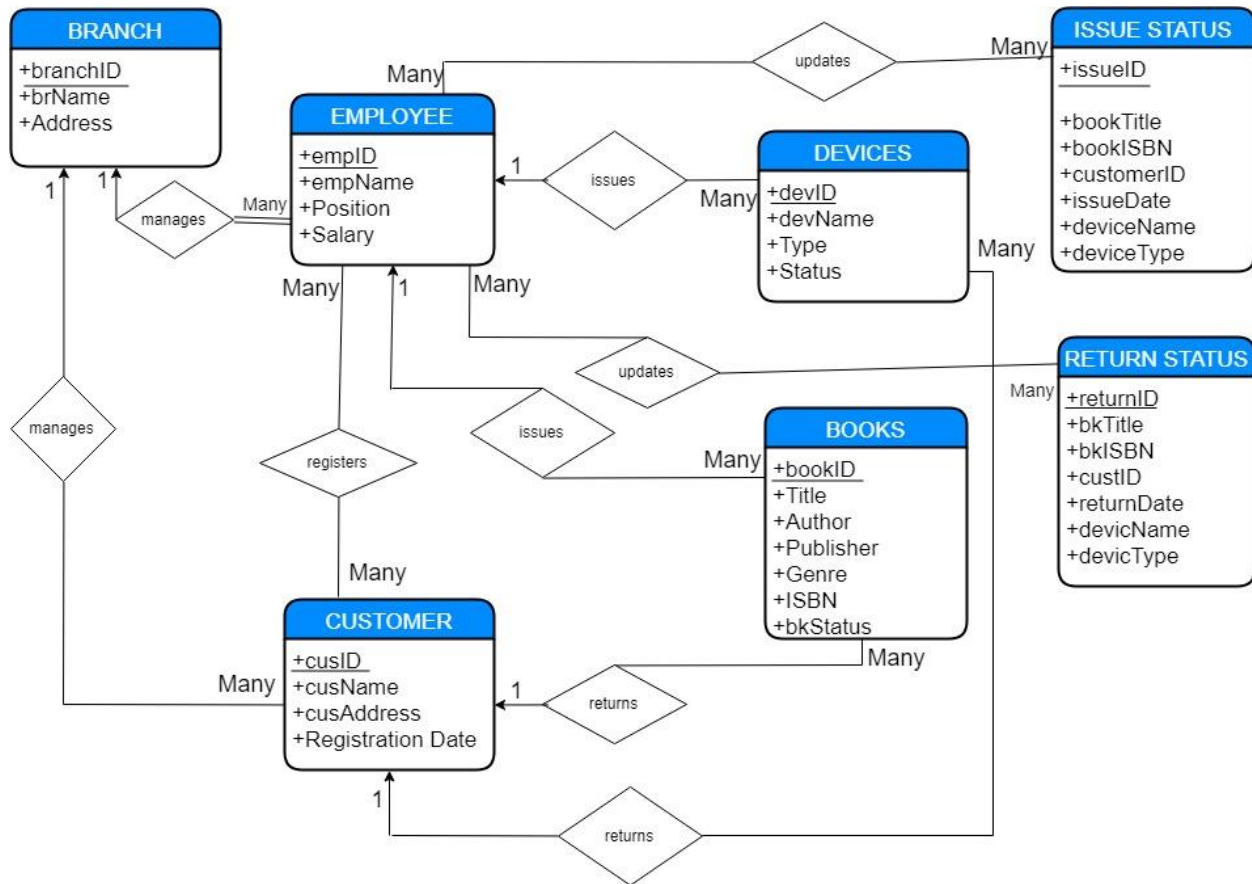 BRANCH
+branchID
+brName
+Address
1
1
manages
Many
EMPLOYEE
+empID
+empName
+Position
+Salary
Many
updates
Many
ISSUE STATUS
+issueID
+bookTitle
+bookISBN
+customerID
+issueDate
+deviceName
+deviceType
1
issues
Many
DEVICES
+devID
+devName
+Type
+Status
Many
Many
1
Many
updates
Many
RETURN STATUS
+returnID
+bkTitle
+bkISBN
+custID
+returnDate
+devicName
+devicType
manages
registers
issues
Many
BOOKS
+bookID
+Title
+Author
+Publisher
+Genre
+ISBN
+bkStatus
Many
Many
CUSTOMER
+cusID
+cusName
+cusAddress
+Registration Date
Many
1
returns
1
returns